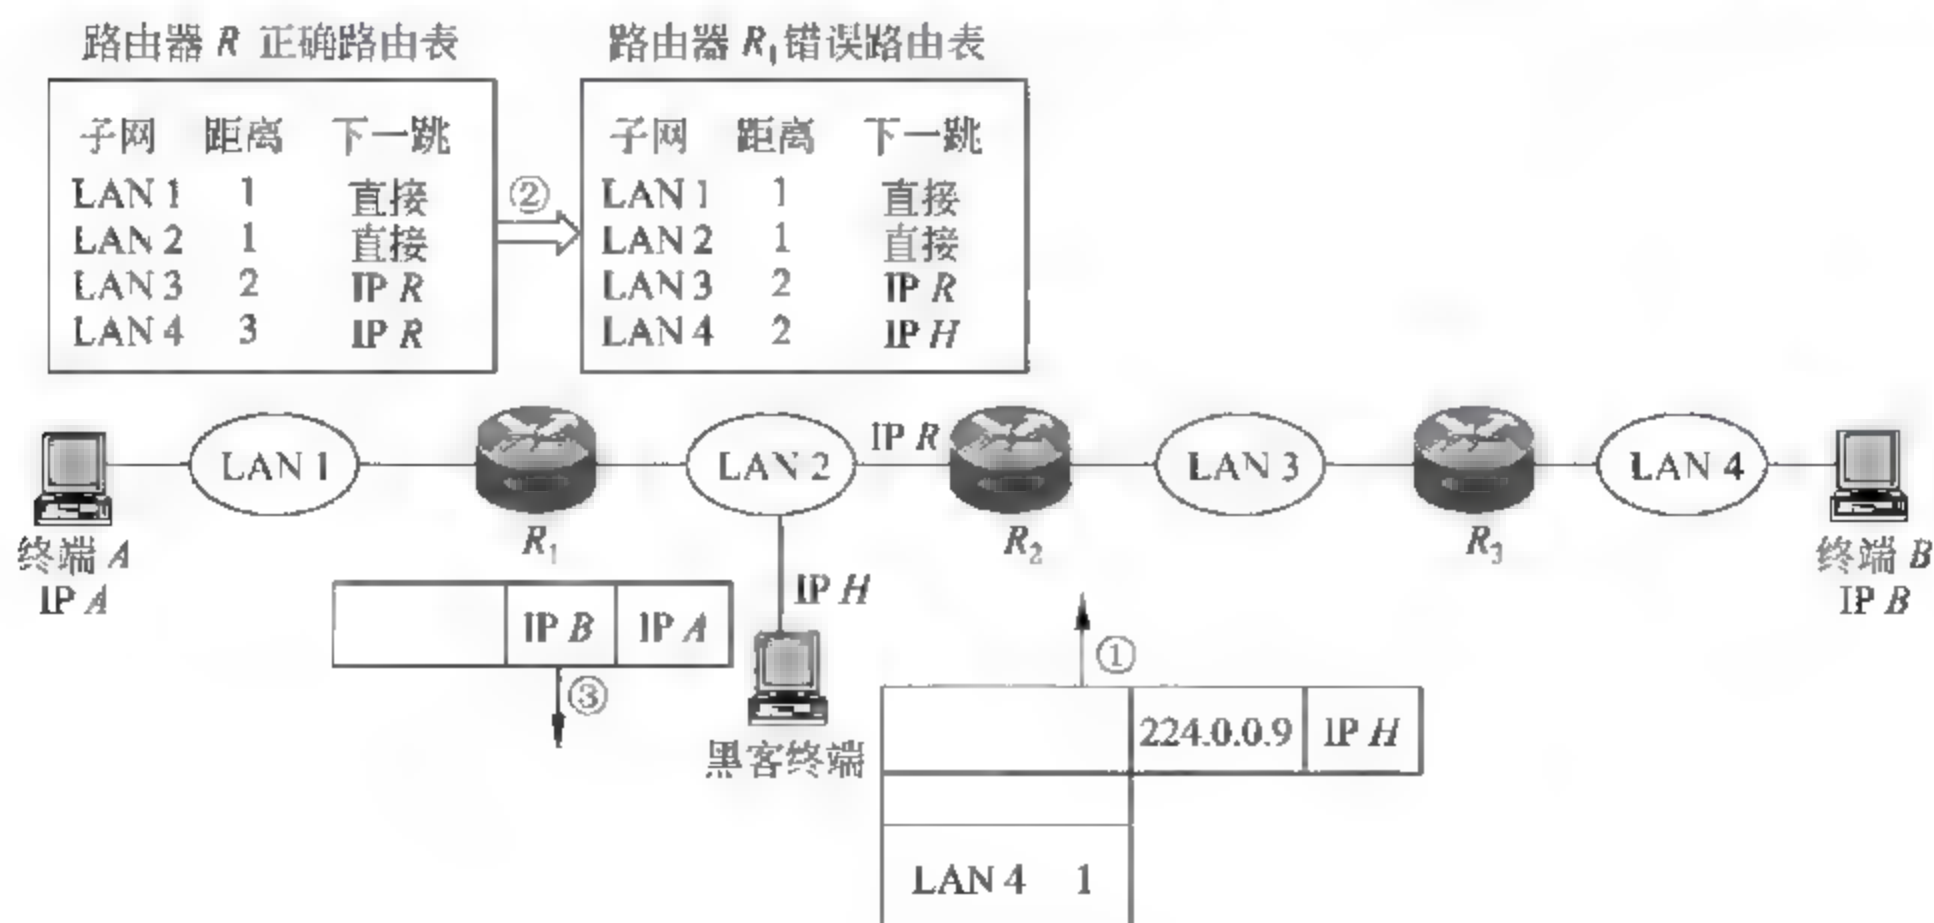 路由器 R 正确路由表
路由器 R₁错误路由表
子网 距离 下一跳
LAN 1 1 直接
LAN 2 1 直接
LAN 3 2 IP R
LAN 4 3 IP R
②
子网 距离 下一跳
LAN 1 1 直接
LAN 2 1 直接
LAN 3 2 IP R
LAN 4 2 IP H
LAN 1
LAN 2
IP R
LAN 3
LAN 4
终端 A
IP A
R₁
R₂
R₃
终端 B
IP B
IP H
IP B IP A
③
黑客终端
①
224.0.0.9 IP H
LAN 4 1